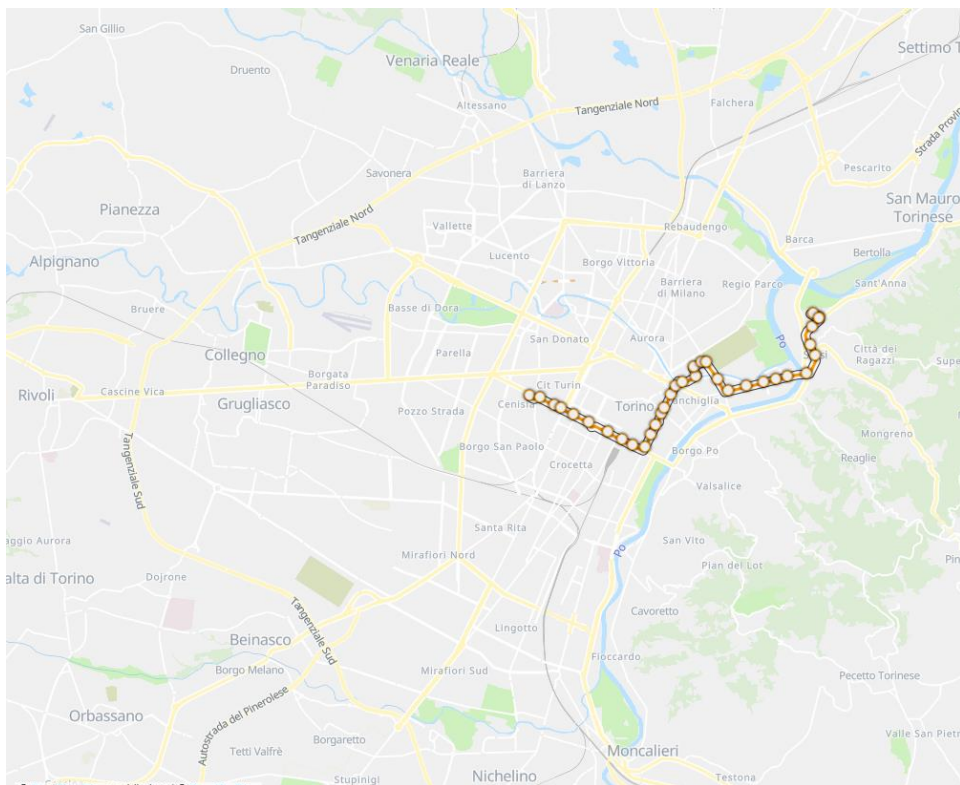 San Gillio
Venaria Reale
Settimo T
Druento
Altessano
Tangenziale Nord
Falchera
Strada Provin
Savonera
Barriera
di Lanzo
Pescarito
Pianezza
San Mauro
Torinese
Tangenziale Nord
Vallette
Rebaudengo
Barca
Lucento
Borgo Vittoria
Bertolla
Alpignano
Barriera
di Milano
Regio Parco
Sant'Anna
Bruere
Basse di Dora
San Donato
Aurora
Po
Collegno
Parella
Città dei
Ragazzi
Supe
Borgata
Paradiso
Cit Turin
Rivoli
Cascine Vica
Grugliasco
Pozzo Strada
Cenisia
Torino
Mongreno
Borgo San Paolo
Borgo Po
Reaglie
Crocetta
Valsalice
Tangenziale Sud
Santa Rita
aggio Aurora
San Vito
Po
Mirafiori Nord
Pin
Pian del Lot
alta di Torino
Dojrone
Tangenziale Sud
Cavoretto
Lingotto
Beinasco
Fioccardo
Borgo Melano
Mirafiori Sud
Pecetto Torinese
Orbassano
Autostrada del Pinerolese
Borgaretto
Valle San Pietr
Tetti Valfrè
Moncalieri
Stupinigi
Nichelino
Testona